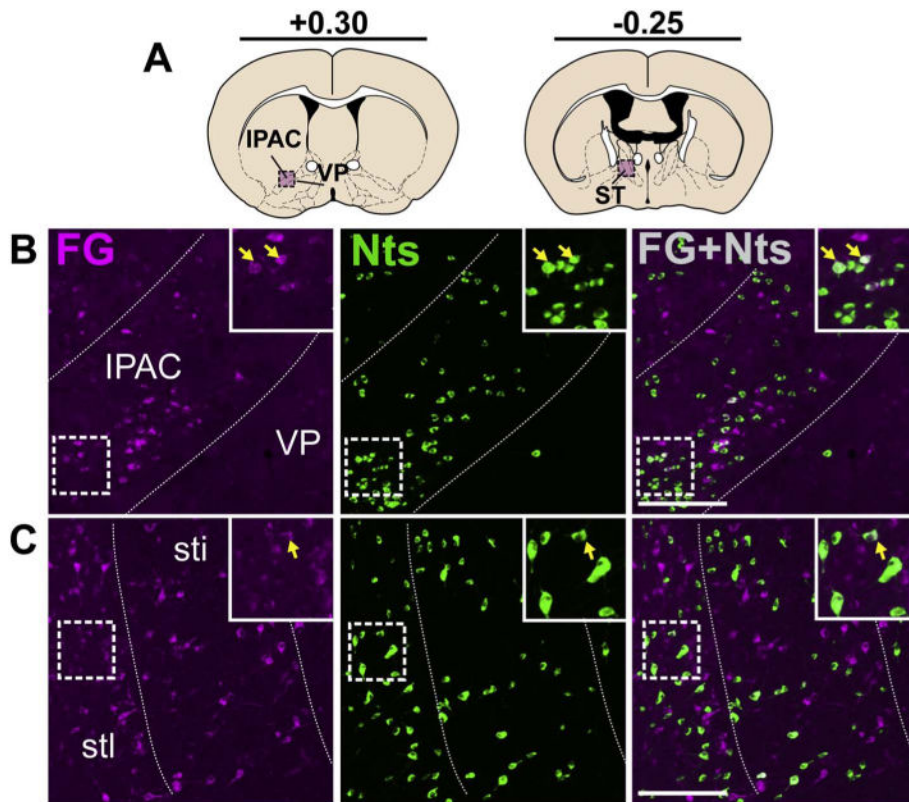 +0.30 -0.25
A
IPAC
VP
ST
B FG Nts FG+Nts
IPAC
VP
C
sti
stl